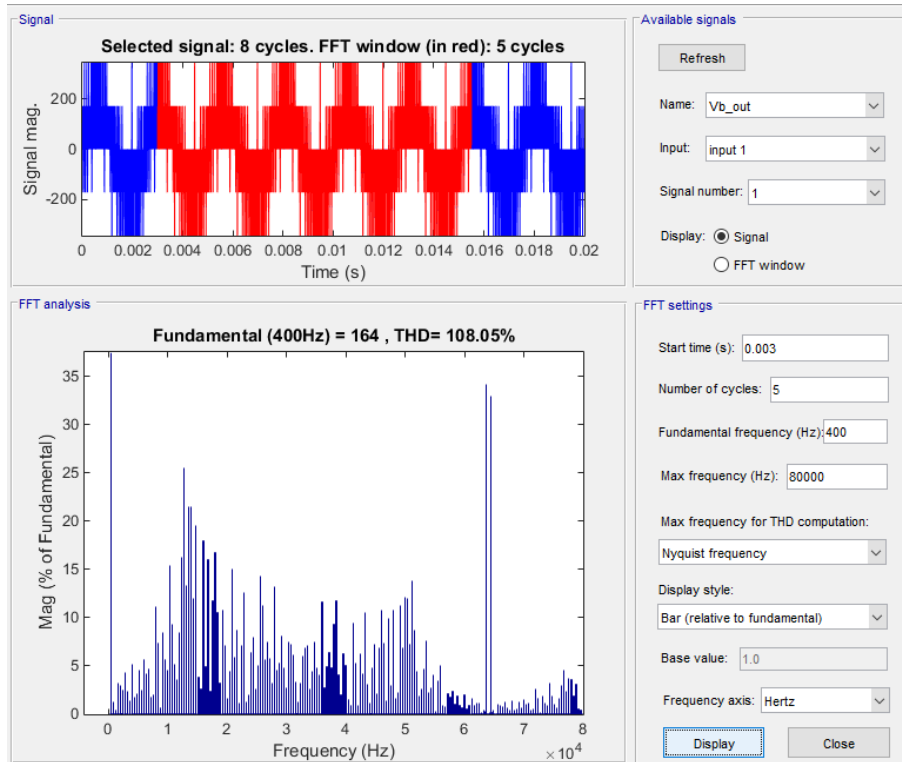 Signal
Selected signal: 8 cycles. FFT window (in red): 5 cycles
200
0
-200
Signal mag.
0 0.002 0.004 0.006 0.008 0.01 0.012 0.014 0.016 0.018 0.02
Time (s)
Available signals
Refresh
Name: Vb_out
Input: input 1
Signal number: 1
Display: Signal
FFT window
FFT analysis
Fundamental (400Hz) = 164 , THD= 108.05%
35
30
25
20
15
10
5
0
Mag (% of Fundamental)
0 1 2 3 4 5 6 7 8
Frequency (Hz)
×10^4
FFT settings
Start time (s): 0.003
Number of cycles: 5
Fundamental frequency (Hz): 400
Max frequency (Hz): 80000
Max frequency for THD computation:
Nyquist frequency
Display style:
Bar (relative to fundamental)
Base value: 1.0
Frequency axis: Hertz
Display Close